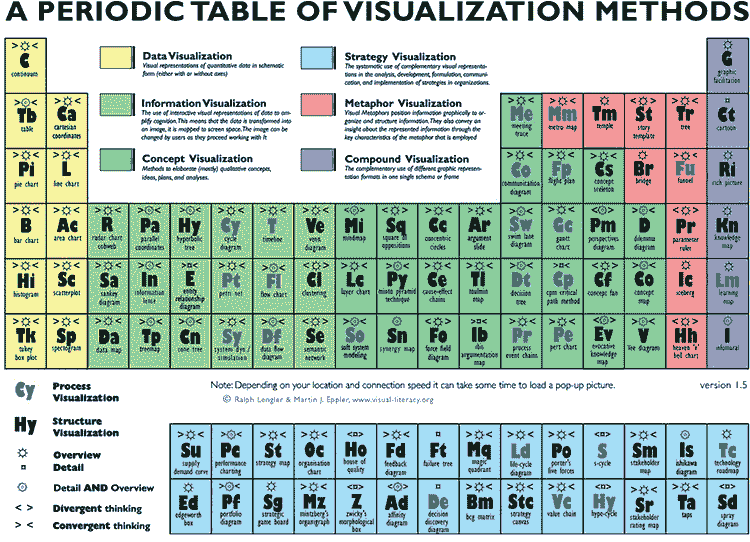 A PERIODIC TABLE OF VISUALIZATION METHODS
C
continuum
Data Visualization
Visual representations of quantitative data in schematic
form (either with or without axes)
Strategy Visualization
The systematic use of complementary visual representa-
tions in the analysis, development, formulation, communi-
cation, and implementation of strategies in organizations.
G
graphic
facilitation
Tb
table
Ca
cartesian
coordinates
Information Visualization
The use of interactive visual representations of data to am-
plify cognition. This means that the data is transformed into
an image, it is mapped to screen space. The image can be
changed by users as they proceed working with it
Metaphor Visualization
Visual Metaphors position information graphically to or-
ganize and structure information. They also convey an
insight about the represented information through the
key characteristics of the metaphor that is employed
Me
meeting
trace
Mm
metro map
Tm
temple
St
story
template
Tr
tree
Ct
cartoon
Pi
pie chart
L
line chart
Concept Visualization
Methods to elaborate (mostly) qualitative concepts,
ideas, plans, and analyses.
Compound Visualization
The complementary use of different graphic repre-
sentation formats in one single schema or frame
Co
communication
diagram
Fp
flight plan
Cs
concept
skeleton
Br
bridge
Fu
funnel
Ri
rich picture
B
bar chart
Ac
area chart
R
radar chart
cobweb
Pa
parallel
coordinates
Hy
hyperbolic
tree
Cy
cycle
diagram
T
timeline
Ve
venn
diagram
Mi
mindmap
Sq
square of
oppositions
Cc
concentric
circles
Ar
argument
slide
Sw
swim lane
diagram
Gc
gantt
chart
Pm
perspectives
diagram
D
dilemma
diagram
Pr
parameter
ruler
Kn
knowledge
map
Hi
histogram
Sc
scatterplot
Sa
sankey
diagram
In
information
lense
E
entity
relationship
diagram
Pt
petri net
Fl
flow chart
Cl
clustering
Lc
layer chart
Py
minto pyramid
technique
Ce
cause-effect
chains
Ti
toulmin
map
Dt
decision
tree
Cp
cpm critical
path method
Cf
concept fan
Co
concept
map
Ic
iceberg
Lm
learning
map
Tk
tukey
box plot
Sp
spectogram
Da
data map
Tp
treemap
Cn
cone tree
Sy
system dyn./
simulation
Df
data flow
diagram
Se
semantic
network
So
soft system
modeling
Sn
synergy map
Fo
force field
diagram
Ib
ibis
argumentation
map
Pr
process
event chains
Pe
pert chart
Ev
evocative
knowledge
map
V
Vee diagram
Hh
heaven 'n'
hell chart
I
infomural
Cy
Process
Visualization
Note: Depending on your location and connection speed it can take some time to load a pop-up picture.
version 1.5
© Ralph Lengler & Martin J. Eppler, www.visual-literacy.org
Hy
Structure
Visualization
Overview
Detail
Detail AND Overview
< > Divergent thinking
> < Convergent thinking
Su
supply
demand curve
Pc
performance
charting
St
strategy map
Oc
organisation
chart
Ho
house of
quality
Fd
feedback
diagram
Ft
failure tree
Mq
magic
quadrant
Ld
life-cycle
diagram
Po
porter's
five forces
S
s-cycle
Sm
stakeholder
map
Is
ishikawa
diagram
Tc
technology
roadmap
Ed
edgeworth
box
Pf
portfolio
diagram
Sg
strategic
game board
Mz
mintzberg's
organigraph
Z
zwicky's
morphological
box
Ad
affinity
diagram
De
decision
discovery
diagram
Bm
bcg matrix
Stc
strategy
canvas
Vc
value chain
Hy
hype-cycle
Sr
stakeholder
rating map
Ta
taps
Sd
spray
diagram